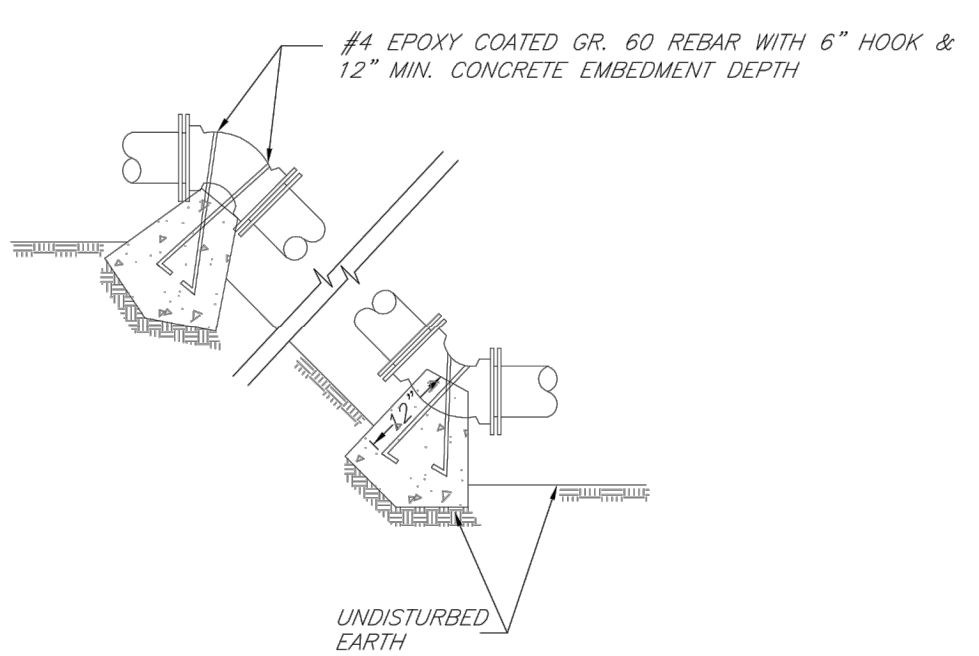 #4 EPOXY COATED GR. 60 REBAR WITH 6" HOOK &
12" MIN. CONCRETE EMBEDMENT DEPTH
12"
UNDISTURBED
EARTH